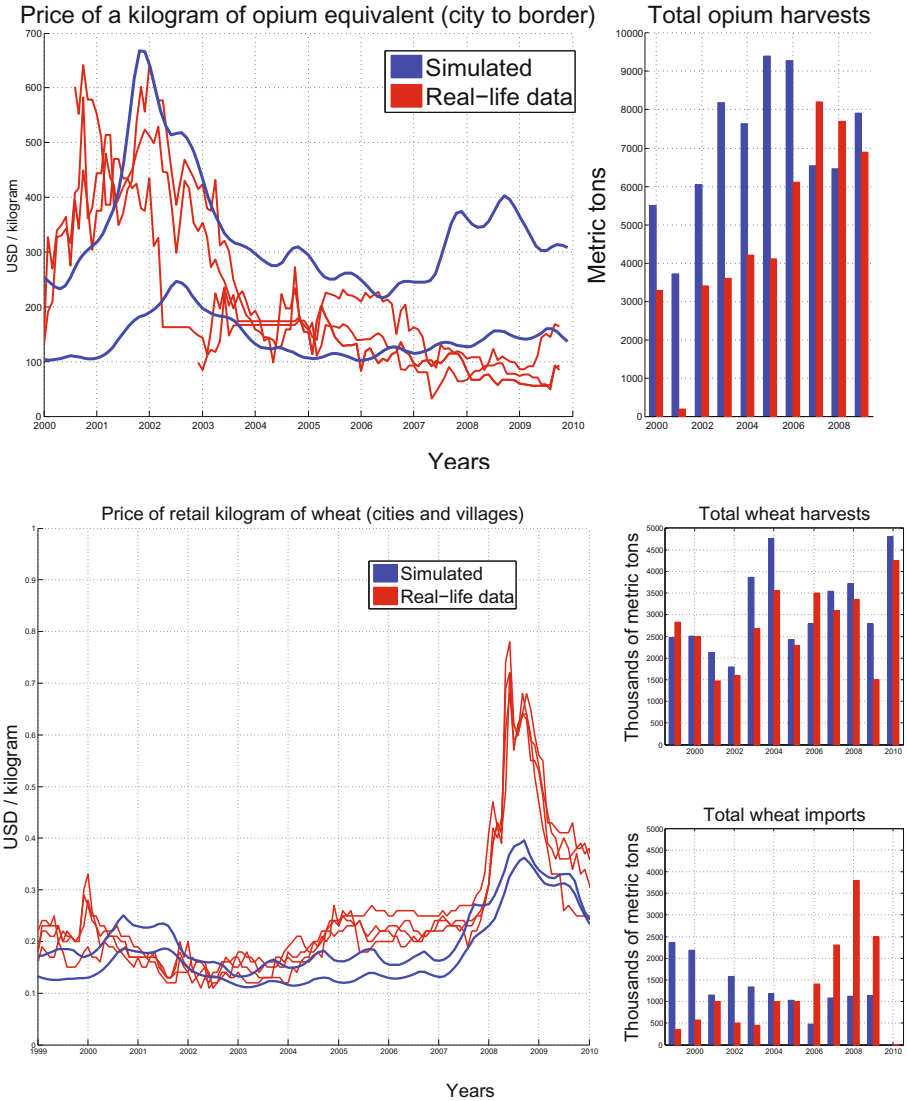 Price of a kilogram of opium equivalent (city to border)
700
600
500
400
300
200
100
0
USD / kilogram
Simulated
Real-life data
2000 2001 2002 2003 2004 2005 2006 2007 2008 2009 2010
Years
Total opium harvests
10000
9000
8000
7000
6000
5000
4000
3000
2000
1000
0
Metric tons
2000 2002 2004 2006 2008
Price of retail kilogram of wheat (cities and villages)
1
0.9
0.8
0.7
0.6
0.5
0.4
0.3
0.2
0.1
0
USD / kilogram
Simulated
Real-life data
1999 2000 2001 2002 2003 2004 2005 2006 2007 2008 2009 2010
Years
Total wheat harvests
5000
4500
4000
3500
3000
2500
2000
1500
1000
500
0
Thousands of metric tons
2000 2002 2004 2006 2008 2010
Total wheat imports
5000
4500
4000
3500
3000
2500
2000
1500
1000
500
0
Thousands of metric tons
2000 2002 2004 2006 2008 2010